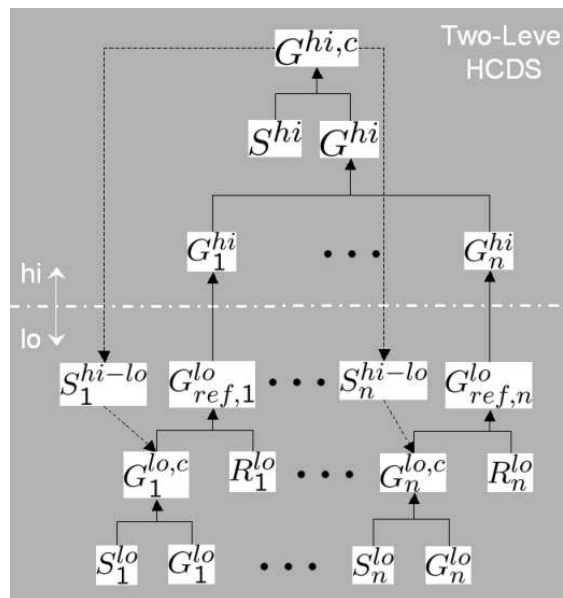 Two-Level
HCDS
G^{hi,c}
S^{hi} G^{hi}
G_1^{hi} • • • G_n^{hi}
hi
lo
S_1^{hi-lo} G_{ref,1}^{lo} • • • S_n^{hi-lo} G_{ref,n}^{lo}
G_1^{lo,c} R_1^{lo} • • • G_n^{lo,c} R_n^{lo}
S_1^{lo} G_1^{lo} • • • S_n^{lo} G_n^{lo}